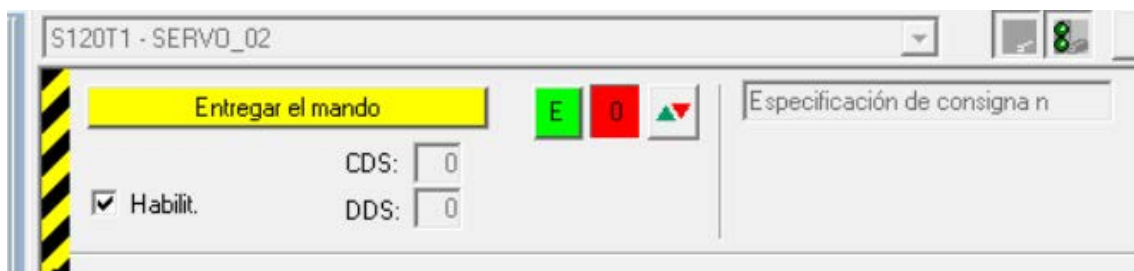 S120T1 - SERVO_02
Entregar el mando
E
0
Especificación de consigna n
CDS: 0
Habilit.
DDS: 0